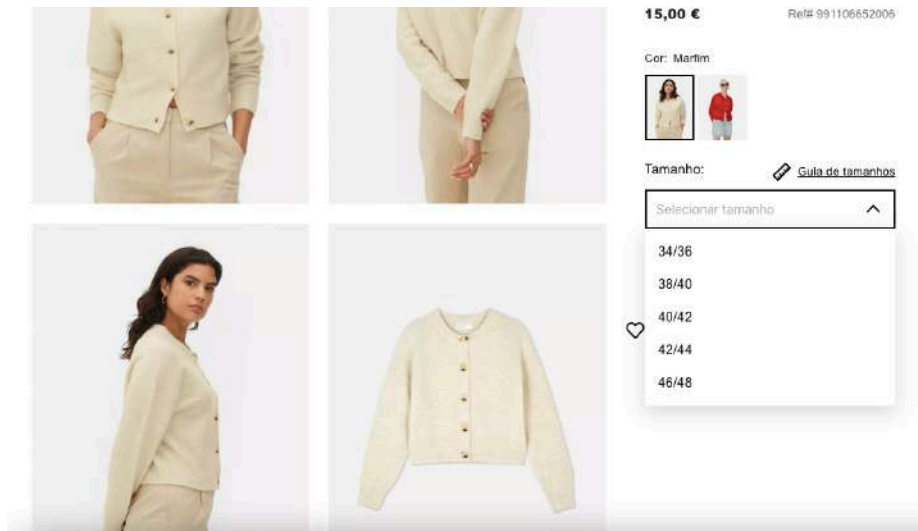 15,00 €
Ref# 991106652006
Cor: Marfim
Tamanho:
Guia de tamanhos
Selecionar tamanho
34/36
38/40
40/42
42/44
46/48